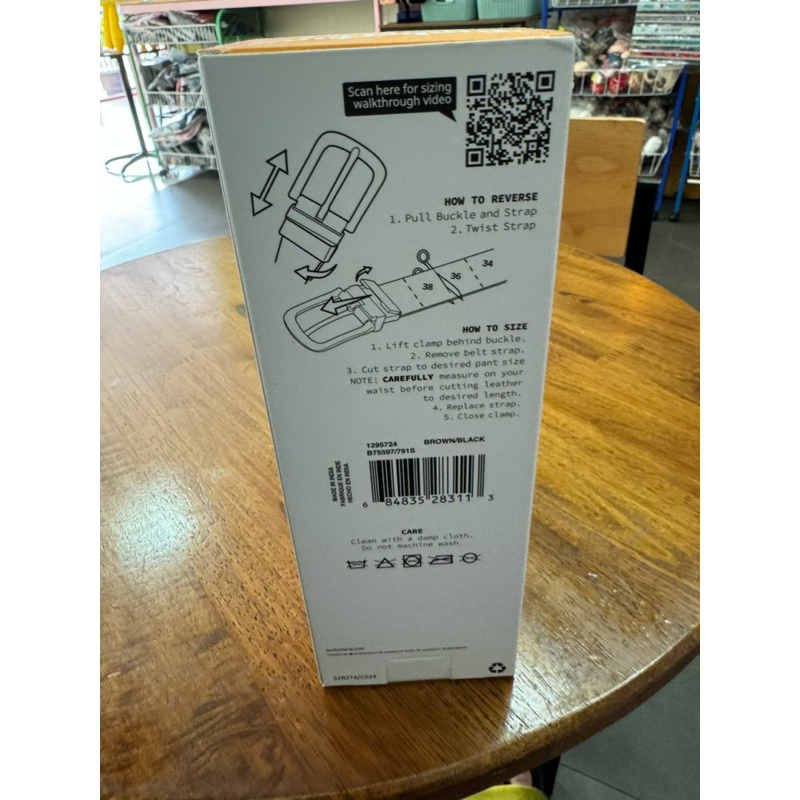 Scan here for sizing
walkthrough video
HOW TO REVERSE
1. Pull Buckle and Strap
2. Twist Strap
38 36 34
HOW TO SIZE
1. Lift clamp behind buckle.
2. Remove belt strap.
3. Cut strap to desired pant size
NOTE: CAREFULLY measure on your
waist before cutting leather
to desired length.
4. Replace strap.
5. Close clamp.
1295724 BROWN/BLACK
B75597/791S
MADE IN INDIA
FABRIQUÉ EN INDE
HECHO EN INDIA
6 84835 28311 3
CARE
Clean with a damp cloth.
Do not machine wash.